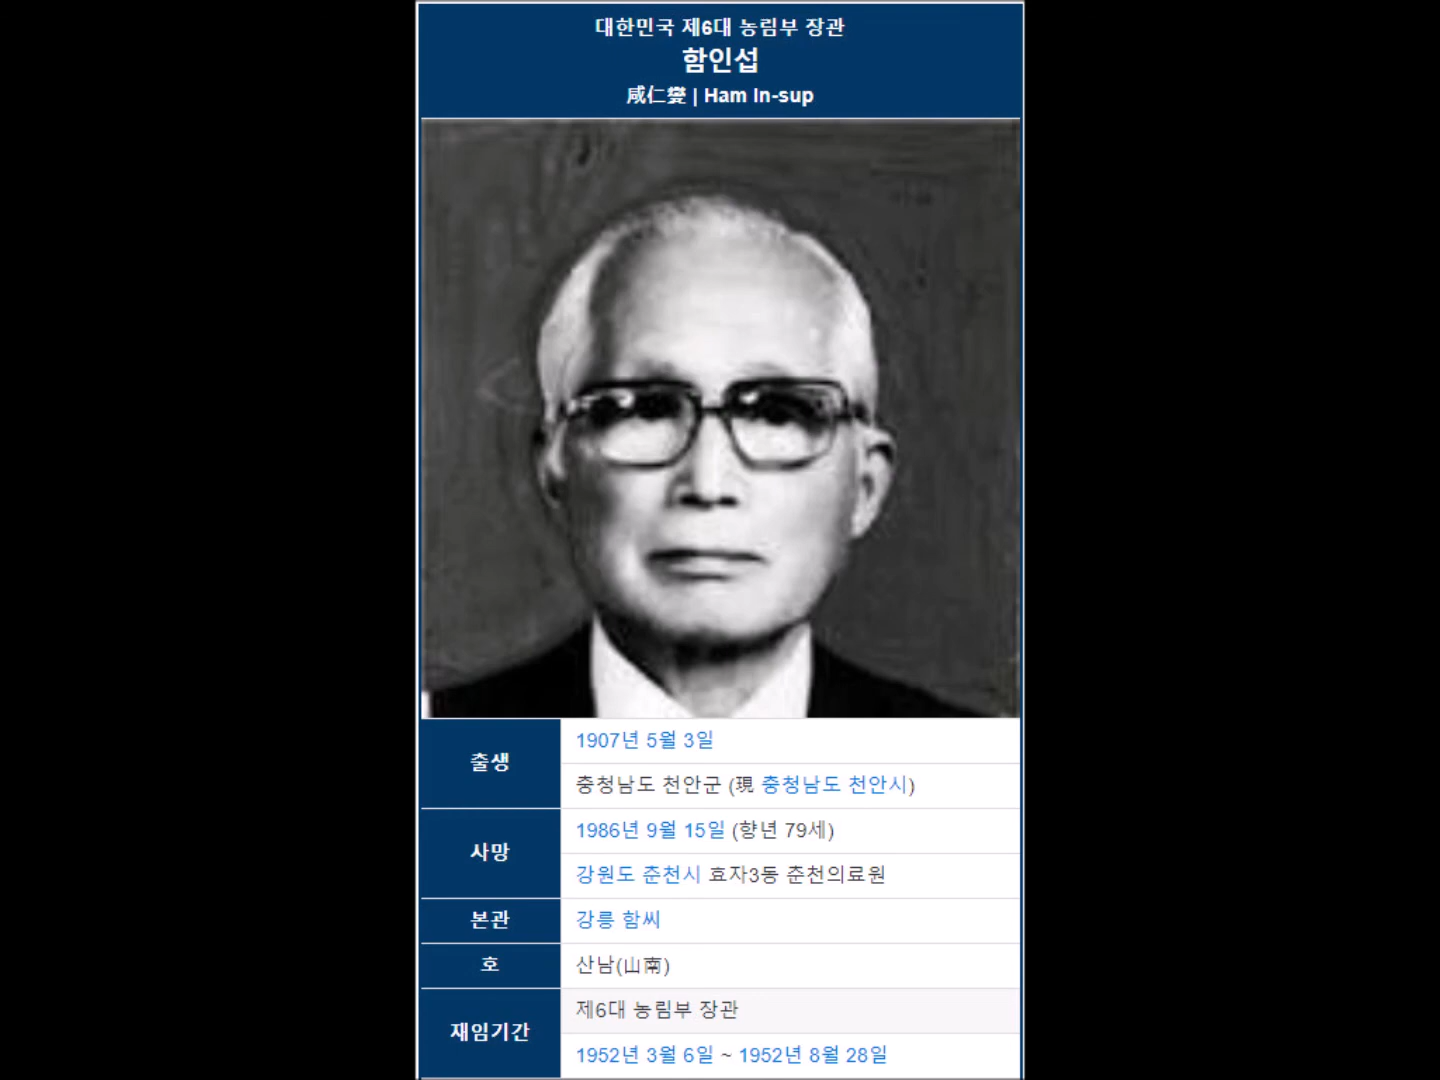 대한민국 제6대 농림부 장관
함인섭
咸仁燮 | Ham In-sup
출생
1907년 5월 3일
충청남도 천안군 (現 충청남도 천안시)
사망
1986년 9월 15일 (향년 79세)
강원도 춘천시 효자3동 춘천의료원
본관
강릉 함씨
호
산남(山南)
재임기간
제6대 농림부 장관
1952년 3월 6일 ~ 1952년 8월 28일